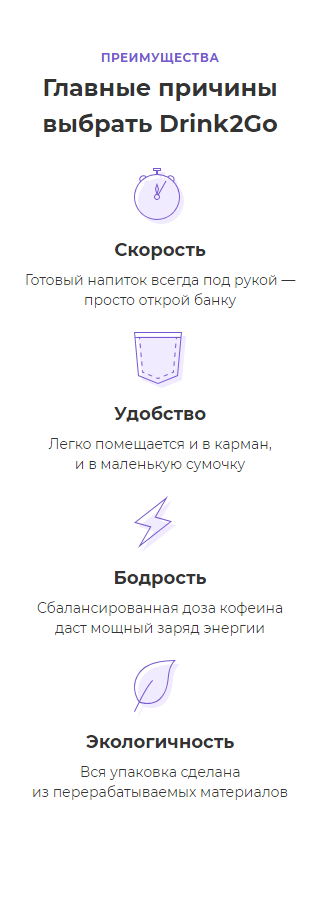 ПРЕИМУЩЕСТВА
Главные причины
выбрать Drink2Go
Скорость
Готовый напиток всегда под рукой —
просто открой банку
Удобство
Легко помещается и в карман,
и в маленькую сумочку
Бодрость
Сбалансированная доза кофеина
даст мощный заряд энергии
Экологичность
Вся упаковка сделана
из перерабатываемых материалов